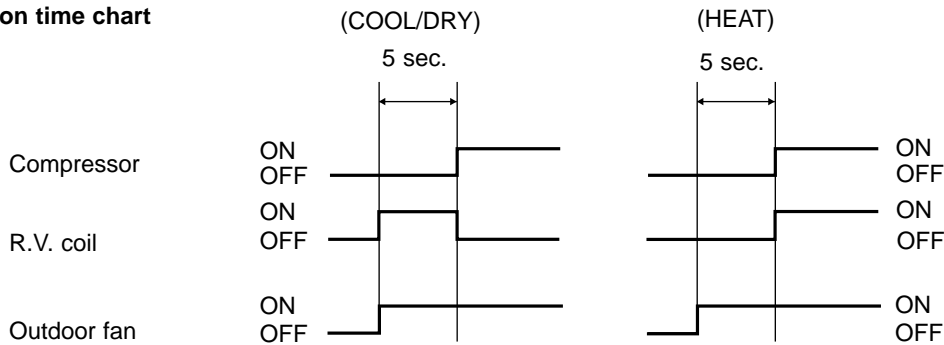 on time chart
(COOL/DRY) (HEAT)
5 sec. 5 sec.
Compressor ON OFF ON OFF
R.V. coil ON OFF ON OFF
Outdoor fan ON OFF ON OFF